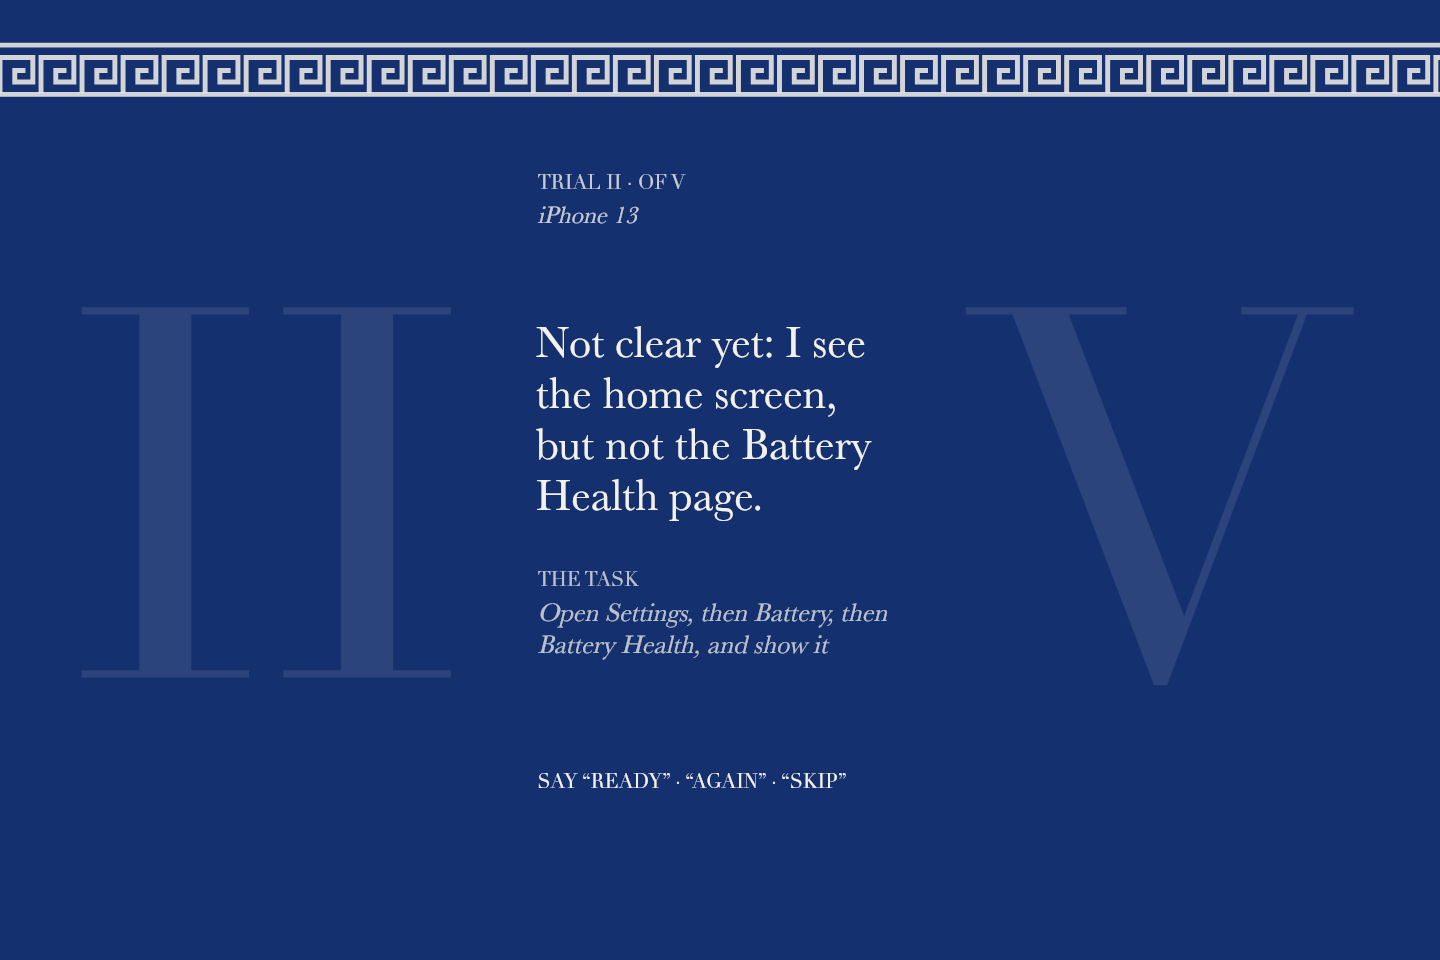 TRIAL II · OF V
iPhone 13
II
V
Not clear yet: I see
the home screen,
but not the Battery
Health page.
THE TASK
Open Settings, then Battery, then
Battery Health, and show it
SAY “READY” · “AGAIN” · “SKIP”